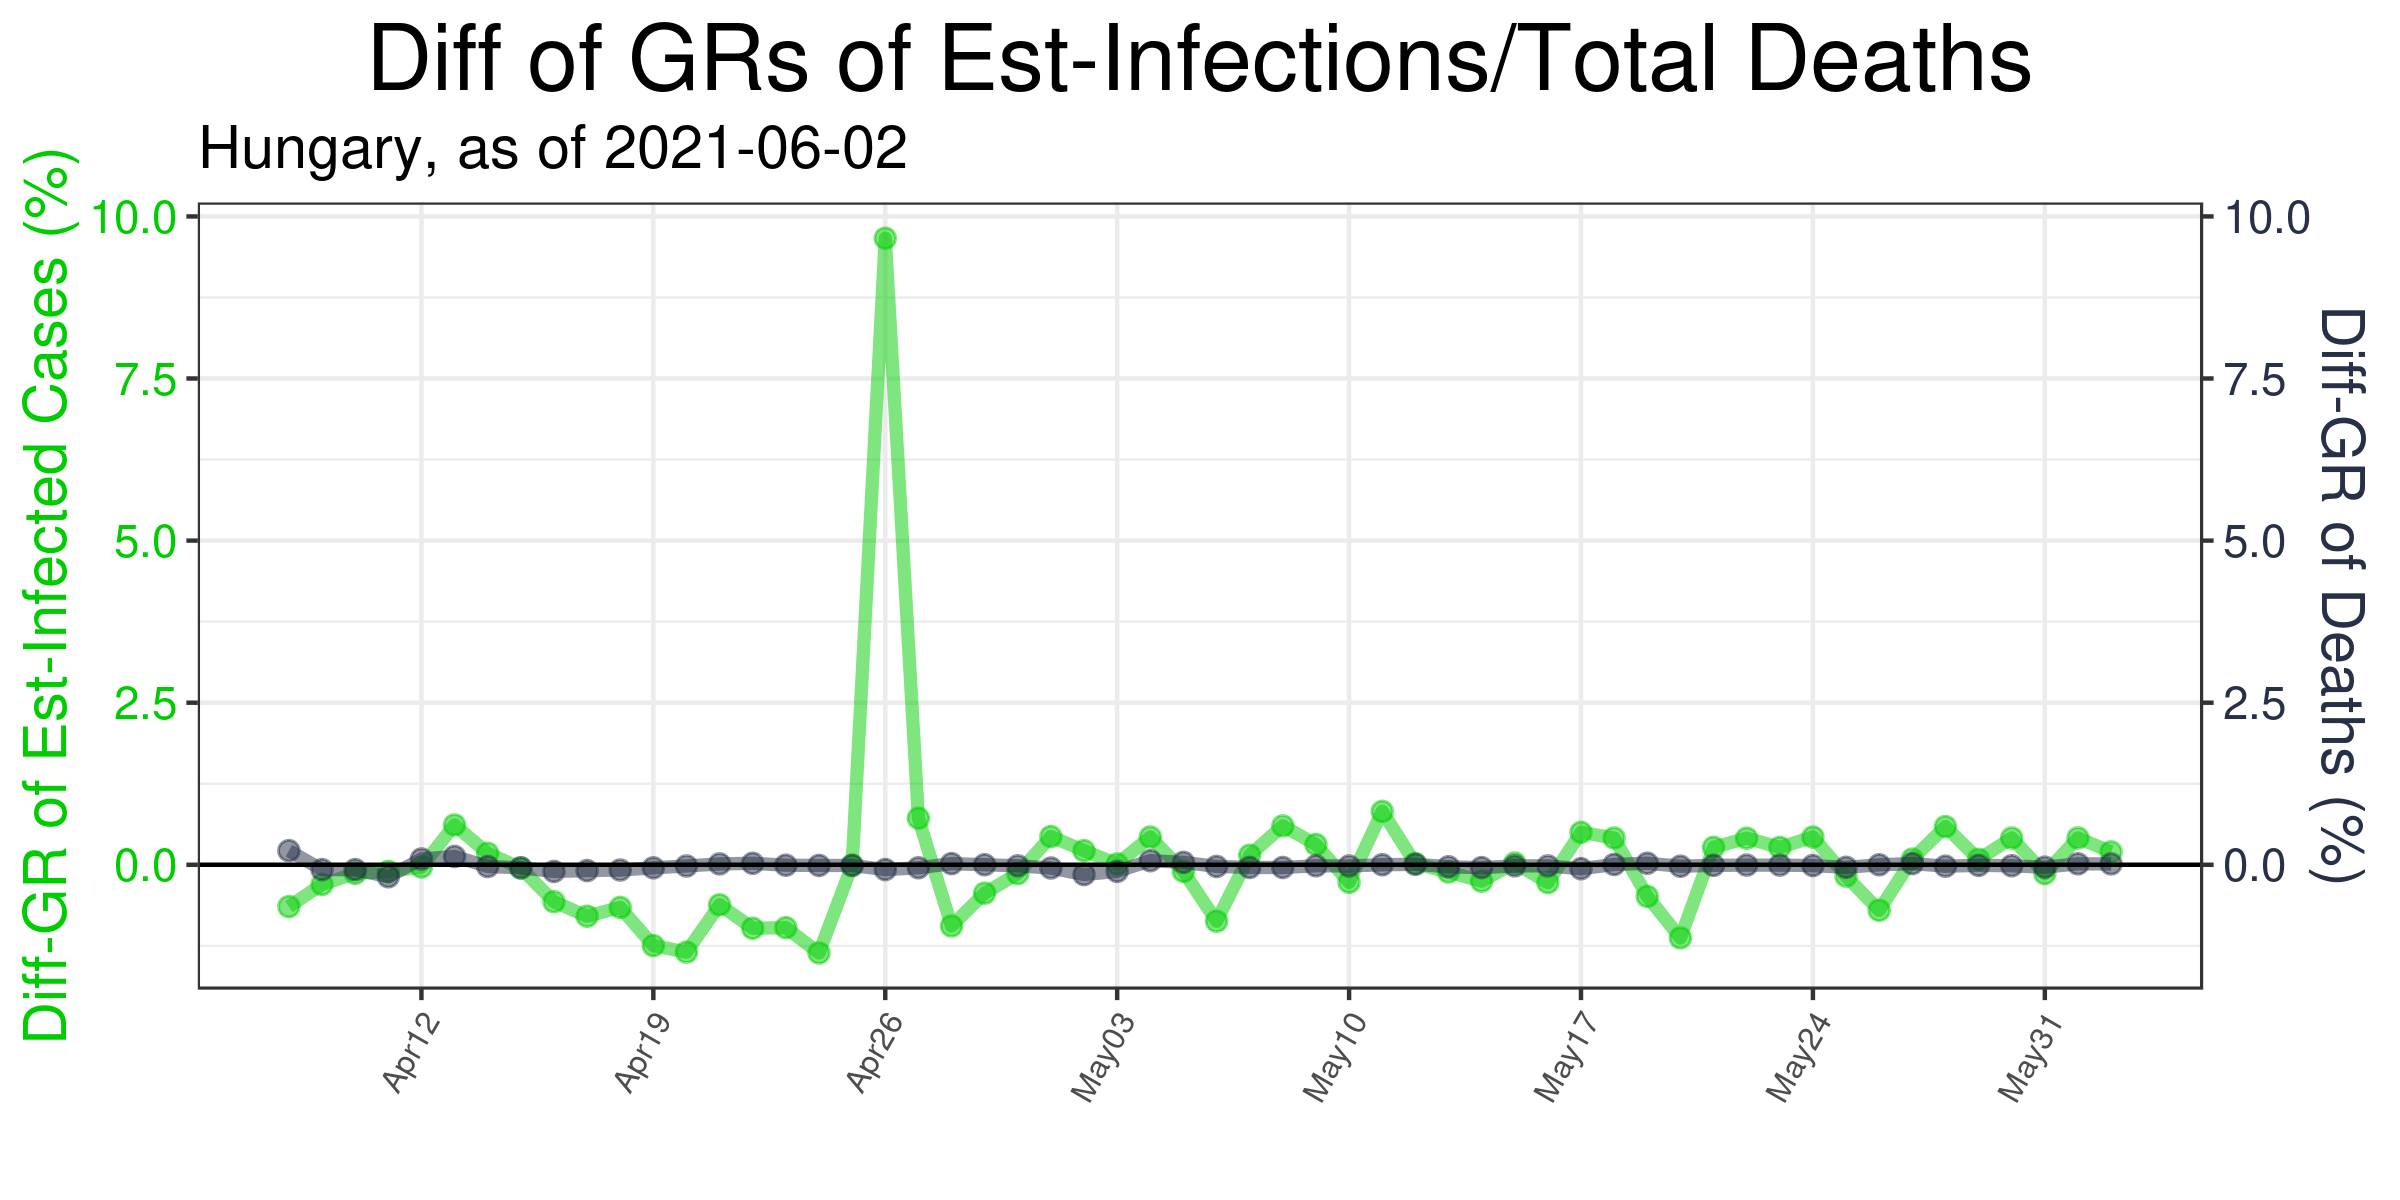 Diff of GRs of Est-Infections/Total Deaths
Hungary, as of 2021-06-02
Diff-GR of Est-Infected Cases (%)
10.0
7.5
5.0
2.5
0.0
10.0
7.5
5.0
2.5
0.0
Diff-GR of Deaths (%)
Apr12
Apr19
Apr26
May03
May10
May17
May24
May31